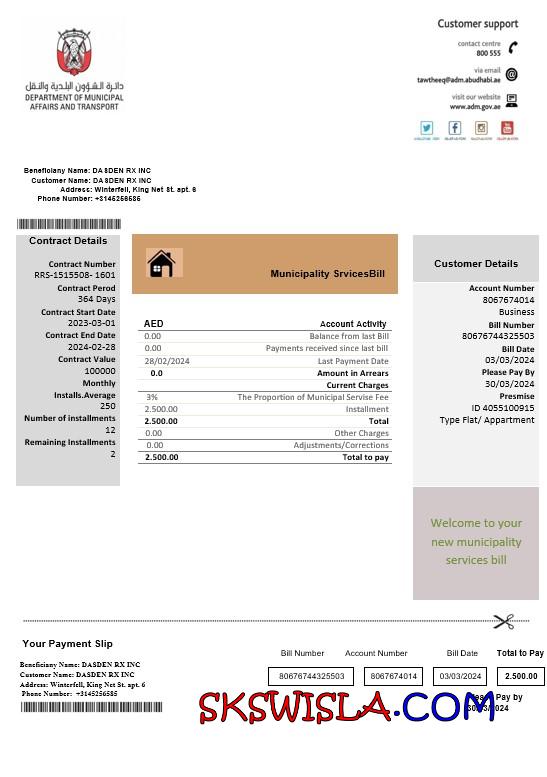 Customer support
contact centre
800 555
via email
tawtheeq@adm.abudhabi.ae
visit our website
www.adm.gov.ae
دائرة الشؤون البلدية والنقل
DEPARTMENT OF MUNICIPAL
AFFAIRS AND TRANSPORT
Beneficiany Name: DASDEN RX INC
Customer Name: DASDEN RX INC
Address: Winterfell, King Net St. apt. 6
Phone Number: +3145256585
Contract Details
Contract Number
RRS-1515508- 1601
Contract Perod
364 Days
Contract Start Date
2023-03-01
Contract End Date
2024-02-28
Contract Value
100000
Monthly
Installs.Average
250
Number of installments
12
Remaining Installments
2
Municipality SrvicesBill
AED Account Activity
0.00 Balance from last Bill
0.00 Payments received since last bill
28/02/2024 Last Payment Date
0.0 Amount in Arrears
Current Charges
3% The Proportion of Municipal Servise Fee
2.500.00 Installment
2.500.00 Total
0.00 Other Charges
0.00 Adjustments/Corrections
2.500.00 Total to pay
Customer Details
Account Number
8067674014
Business
Bill Number
80676744325503
Bill Date
03/03/2024
Please Pay By
30/03/2024
Presmise
ID 4055100915
Type Flat/ Appartment
Welcome to your
new municipality
services bill
Your Payment Slip
Beneficiany Name: DASDEN RX INC
Customer Name: DASDEN RX INC
Address: Winterfell, King Net St. apt. 6
Phone Number: +3145256585
Bill Number Account Number Bill Date Total to Pay
80676744325503 8067674014 03/03/2024 2.500.00
Pay by
SKSWISLA.COM